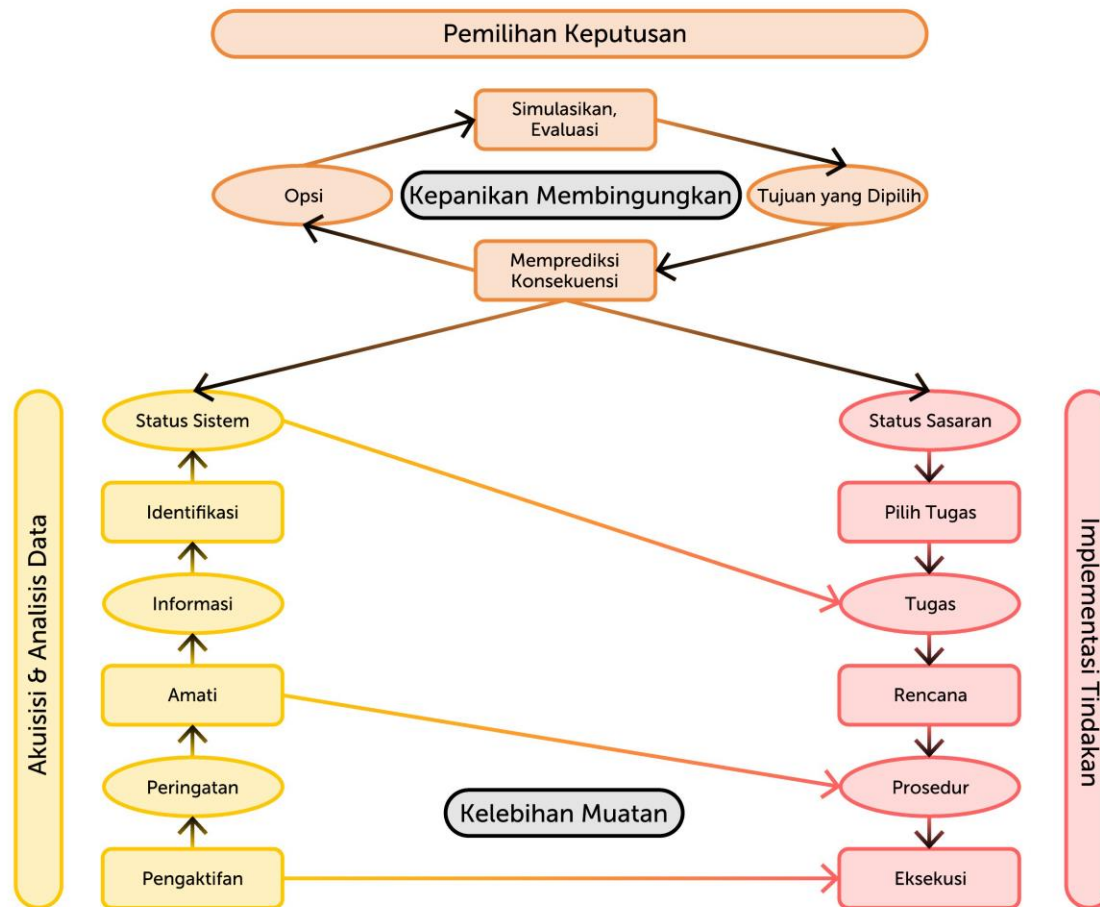 Pemilihan Keputusan
Simulasikan,
Evaluasi
Opsi
Kepanikan Membingungkan
Tujuan yang Dipilih
Memprediksi
Konsekuensi
Akuisisi & Analisis Data
Status Sistem
Identifikasi
Informasi
Amati
Peringatan
Pengaktifan
Kelebihan Muatan
Status Sasaran
Pilih Tugas
Tugas
Rencana
Prosedur
Eksekusi
Implementasi Tindakan